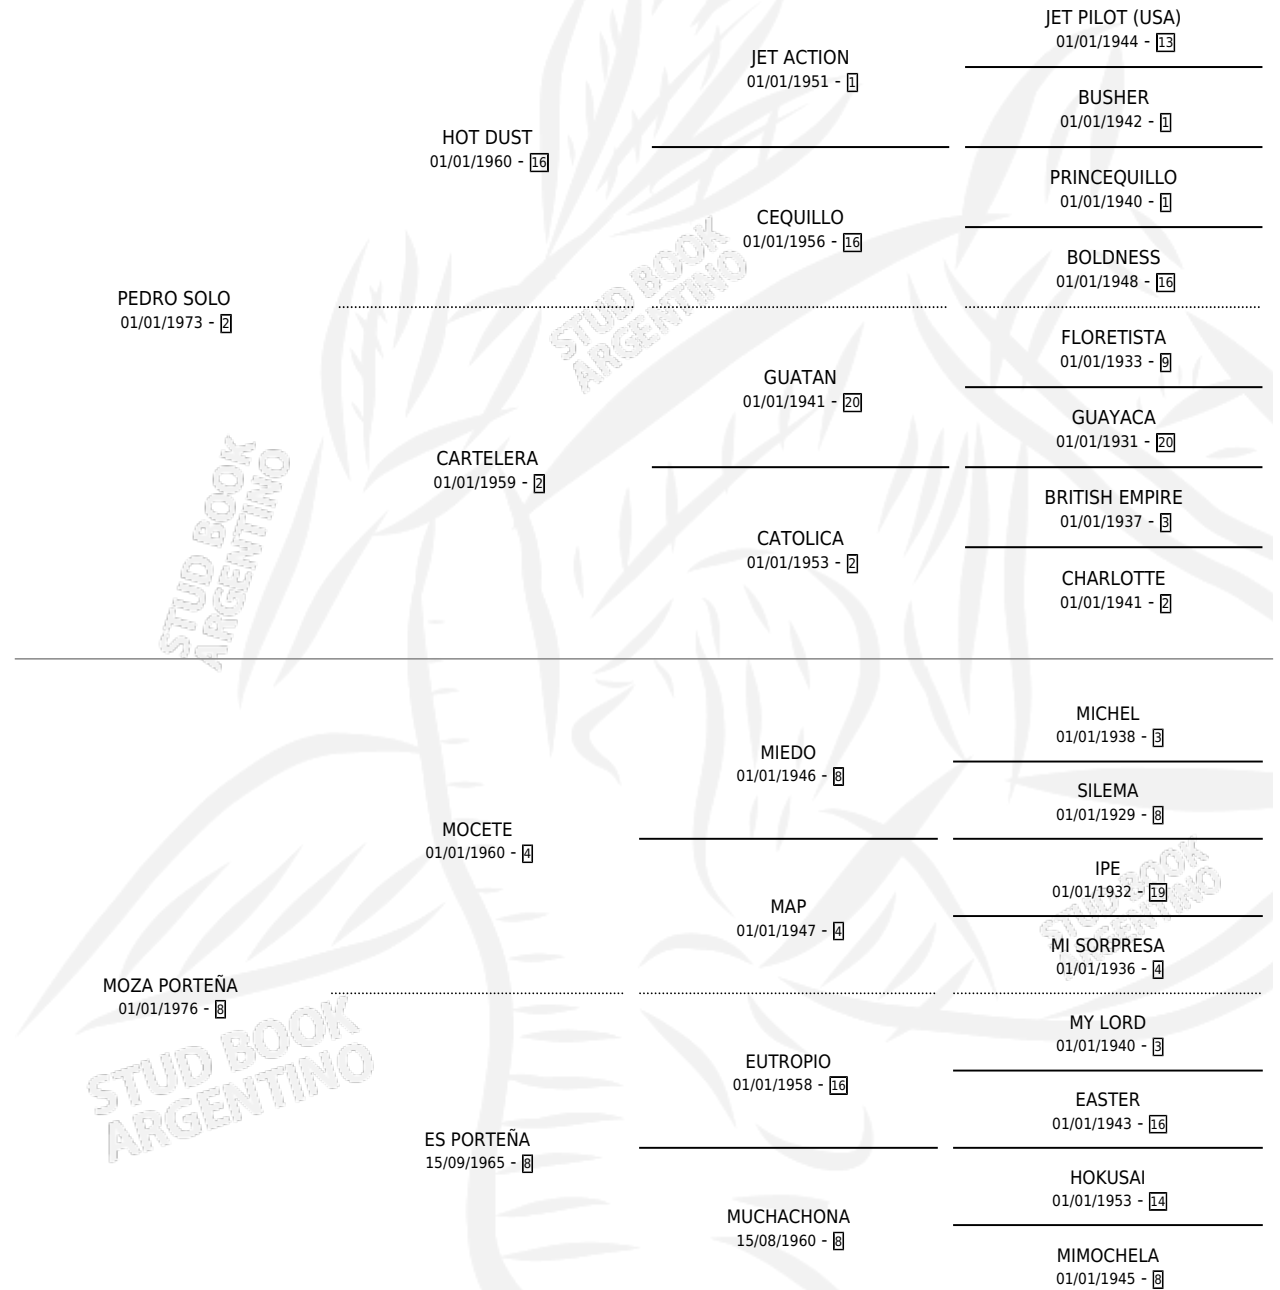 JET PILOT (USA)
01/01/1944 - 13
JET ACTION
01/01/1951 - 1
BUSHER
01/01/1942 - 1
HOT DUST
01/01/1960 - 16
PRINCEQUILLO
01/01/1940 - 1
CEQUILLO
01/01/1956 - 16
BOLDNESS
01/01/1948 - 16
PEDRO SOLO
01/01/1973 - 2
FLORETISTA
01/01/1933 - 9
GUATAN
01/01/1941 - 20
GUAYACA
01/01/1931 - 20
CARTELERA
01/01/1959 - 2
BRITISH EMPIRE
01/01/1937 - 3
CATOLICA
01/01/1953 - 2
CHARLOTTE
01/01/1941 - 2
MICHEL
01/01/1938 - 3
MIEDO
01/01/1946 - 8
SILEMA
01/01/1929 - 8
MOCETE
01/01/1960 - 4
IPE
01/01/1932 - 19
MAP
01/01/1947 - 4
MI SORPRESA
01/01/1936 - 4
MOZA PORTEÑA
01/01/1976 - 8
MY LORD
01/01/1940 - 3
EUTROPIO
01/01/1958 - 16
EASTER
01/01/1943 - 16
ES PORTEÑA
15/09/1965 - 8
HOKUSAI
01/01/1953 - 14
MUCHACHONA
15/08/1960 - 8
MIMOCHELA
01/01/1945 - 8
STUD BOOK
ARGENTINO
STUD BOOK
ARGENTINO
STUD BOOK
ARGENTINO
STUD BOOK
ARGENTINO